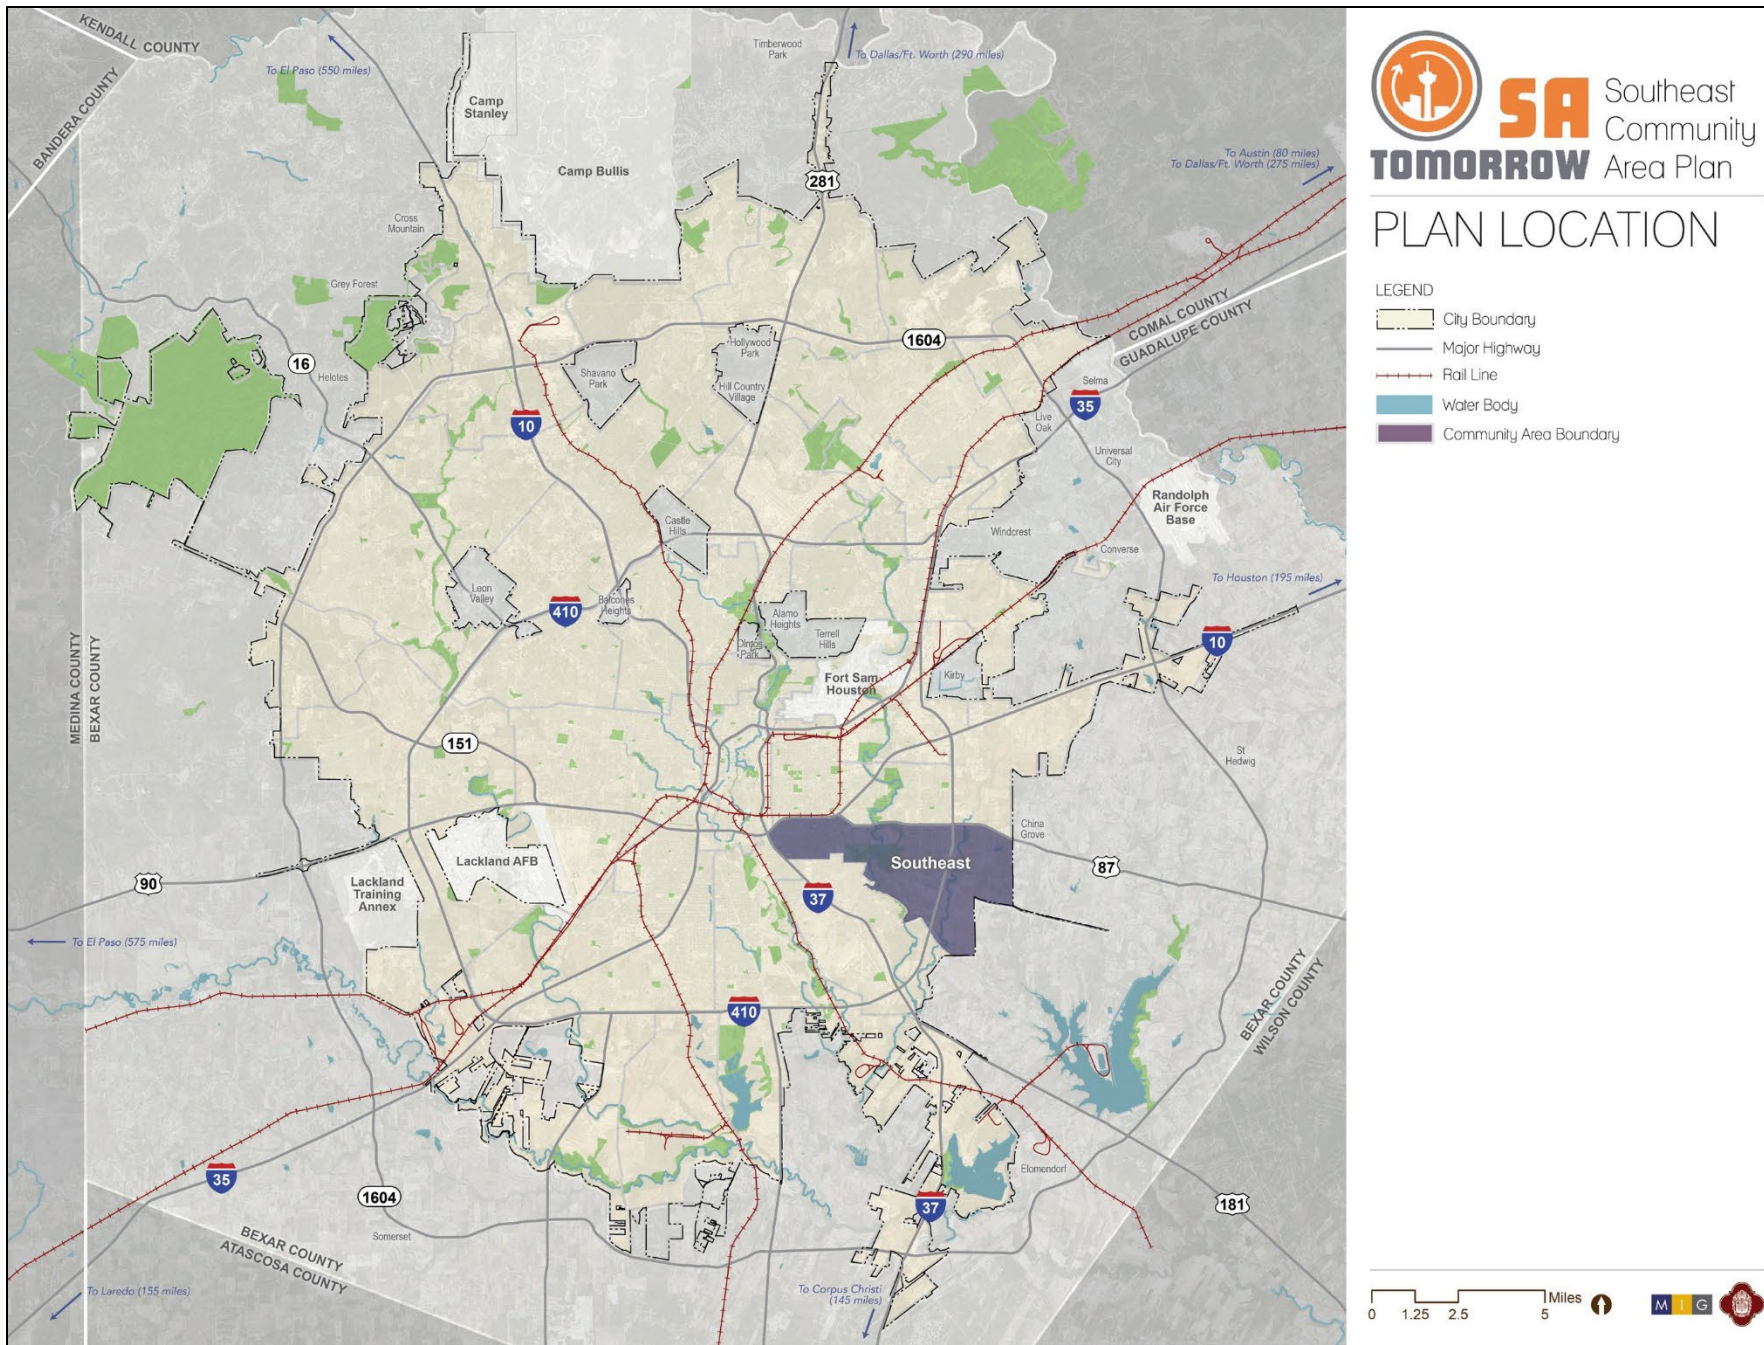 KENDALL COUNTY
BANDERA COUNTY
To El Paso (550 miles)
Timberwood
Park
To Dallas/Ft. Worth (290 miles)
Camp
Stanley
Camp Bullis
281
To Austin (80 miles)
To Dallas/Ft. Worth (275 miles)
Cross
Mountain
Grey Forest
16
Helotes
Shavano
Park
Hollywood
Park
Hill Country
Village
1604
COMAL COUNTY
GUADALUPE COUNTY
Selma
35
10
Live
Oak
Universal
City
Randolph
Air Force
Base
Castle
Hills
Windcrest
Converse
To Houston (195 miles)
Leon
Valley
410
Balcones
Heights
Alamo
Heights
Terrell
Hills
Olmos
Park
10
Fort Sam
Houston
Kirby
MEDINA COUNTY
BEXAR COUNTY
151
St
Hedwig
China
Grove
Lackland AFB
Southeast
87
90
Lackland
Training
Annex
37
To El Paso (575 miles)
410
BEXAR COUNTY
WILSON COUNTY
35
1604
Somerset
Elomendorf
37
181
BEXAR COUNTY
ATASCOSA COUNTY
To Laredo (155 miles)
To Corpus Christi
(145 miles)
SA
TOMORROW
Southeast
Community
Area Plan
PLAN LOCATION
LEGEND
City Boundary
Major Highway
Rail Line
Water Body
Community Area Boundary
Miles
0 1.25 2.5 5
M I G